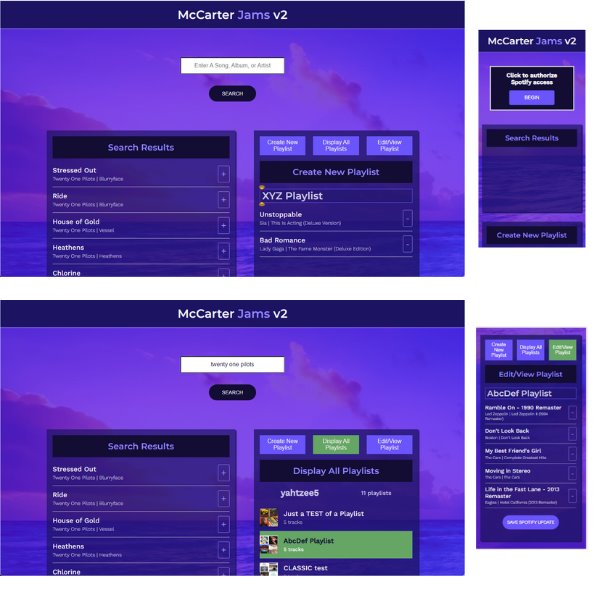 McCarter Jams v2
Enter A Song, Album, or Artist
SEARCH
Search Results
Stressed Out
Twenty One Pilots | Blurryface
+
Ride
Twenty One Pilots | Blurryface
+
House of Gold
Twenty One Pilots | Vessel
+
Heathens
Twenty One Pilots | Heathens
+
Chlorine
Create New Playlist
Display All Playlists
Edit/View Playlist
Create New Playlist
XYZ Playlist
Unstoppable
Sia | This Is Acting (Deluxe Version)
-
Bad Romance
Lady Gaga | The Fame Monster (Deluxe Edition)
-
McCarter Jams v2
Click to authorize
Spotify access
BEGIN
Search Results
Create New Playlist
McCarter Jams v2
twenty one pilots
SEARCH
Search Results
Stressed Out
Twenty One Pilots | Blurryface
+
Ride
Twenty One Pilots | Blurryface
+
House of Gold
Twenty One Pilots | Vessel
+
Heathens
Twenty One Pilots | Heathens
+
Chlorine
Create New Playlist
Display All Playlists
Edit/View Playlist
Display All Playlists
yahtzee5
11 playlists
Just a TEST of a Playlist
5 tracks
AbcDef Playlist
5 tracks
CLASSIC test
Create New Playlist
Display All Playlists
Edit/View Playlist
Edit/View Playlist
AbcDef Playlist
Ramble On - 1990 Remaster
Led Zeppelin | Led Zeppelin II (1994 Remaster)
-
Don't Look Back
Boston | Don't Look Back
-
My Best Friend's Girl
The Cars | Complete Greatest Hits
-
Moving in Stereo
The Cars | The Cars
-
Life in the Fast Lane - 2013
Remaster
Eagles | Hotel California (2013 Remaster)
-
SAVE SPOTIFY UPDATE